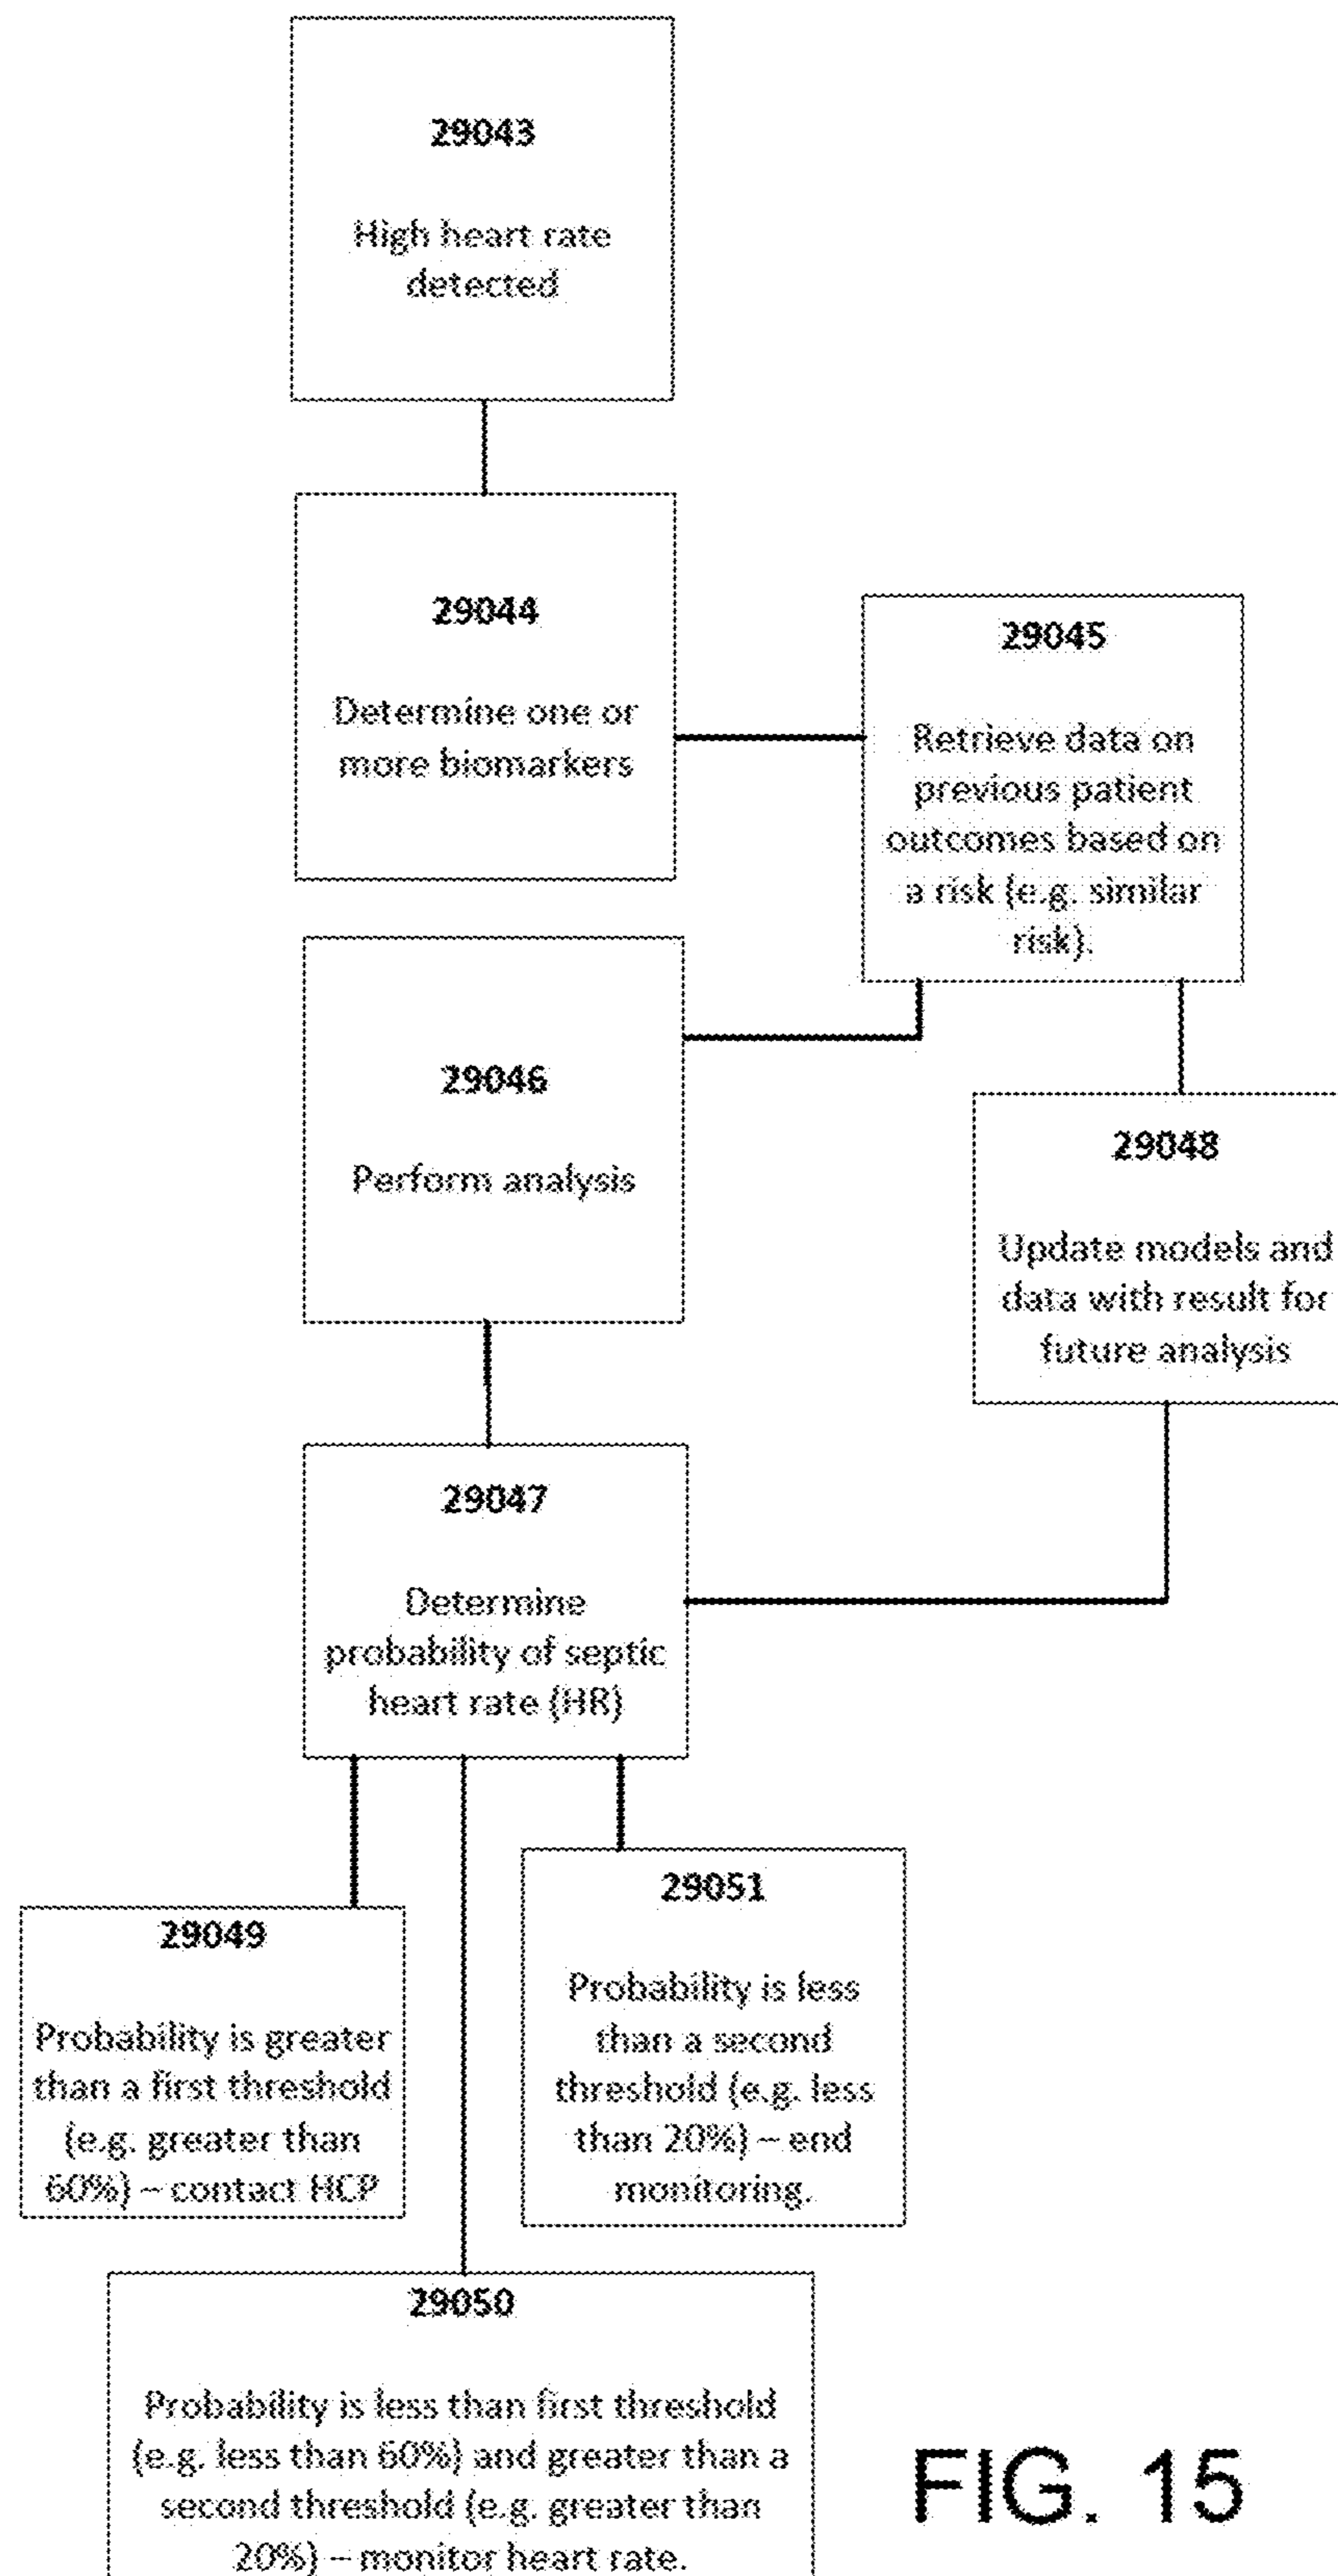 29043
High heart rate
detected
29044
Determine one or
more biomarkers
29045
Retrieve data on
previous patient
outcomes based on
a risk (e.g. similar
risk).
29046
Perform analysis
29048
Update models and
data with result for
future analysis
29047
Determine
probability of septic
heart rate (HR)
29049
Probability is greater
than a first threshold
(e.g. greater than
60%) – contact HCP
29051
Probability is less
than a second
threshold (e.g. less
than 20%) – end
monitoring.
29050
Probability is less than first threshold
(e.g. less than 60%) and greater than a
second threshold (e.g. greater than
20%) – monitor heart rate.
FIG. 15